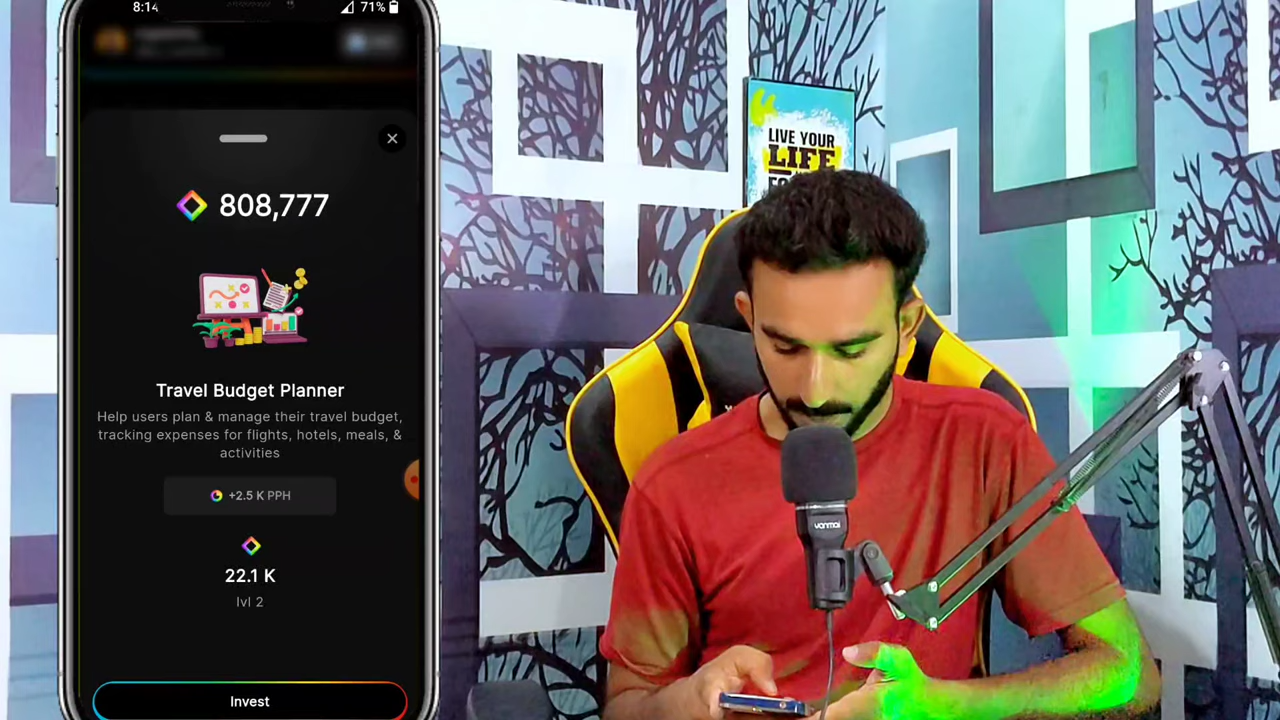 8:14
71%
808,777
Travel Budget Planner
Help users plan & manage their travel budget,
tracking expenses for flights, hotels, meals, &
activities
+2.5 K PPH
22.1 K
lvl 2
Invest
LIVE YOUR
LIFE
vanmai